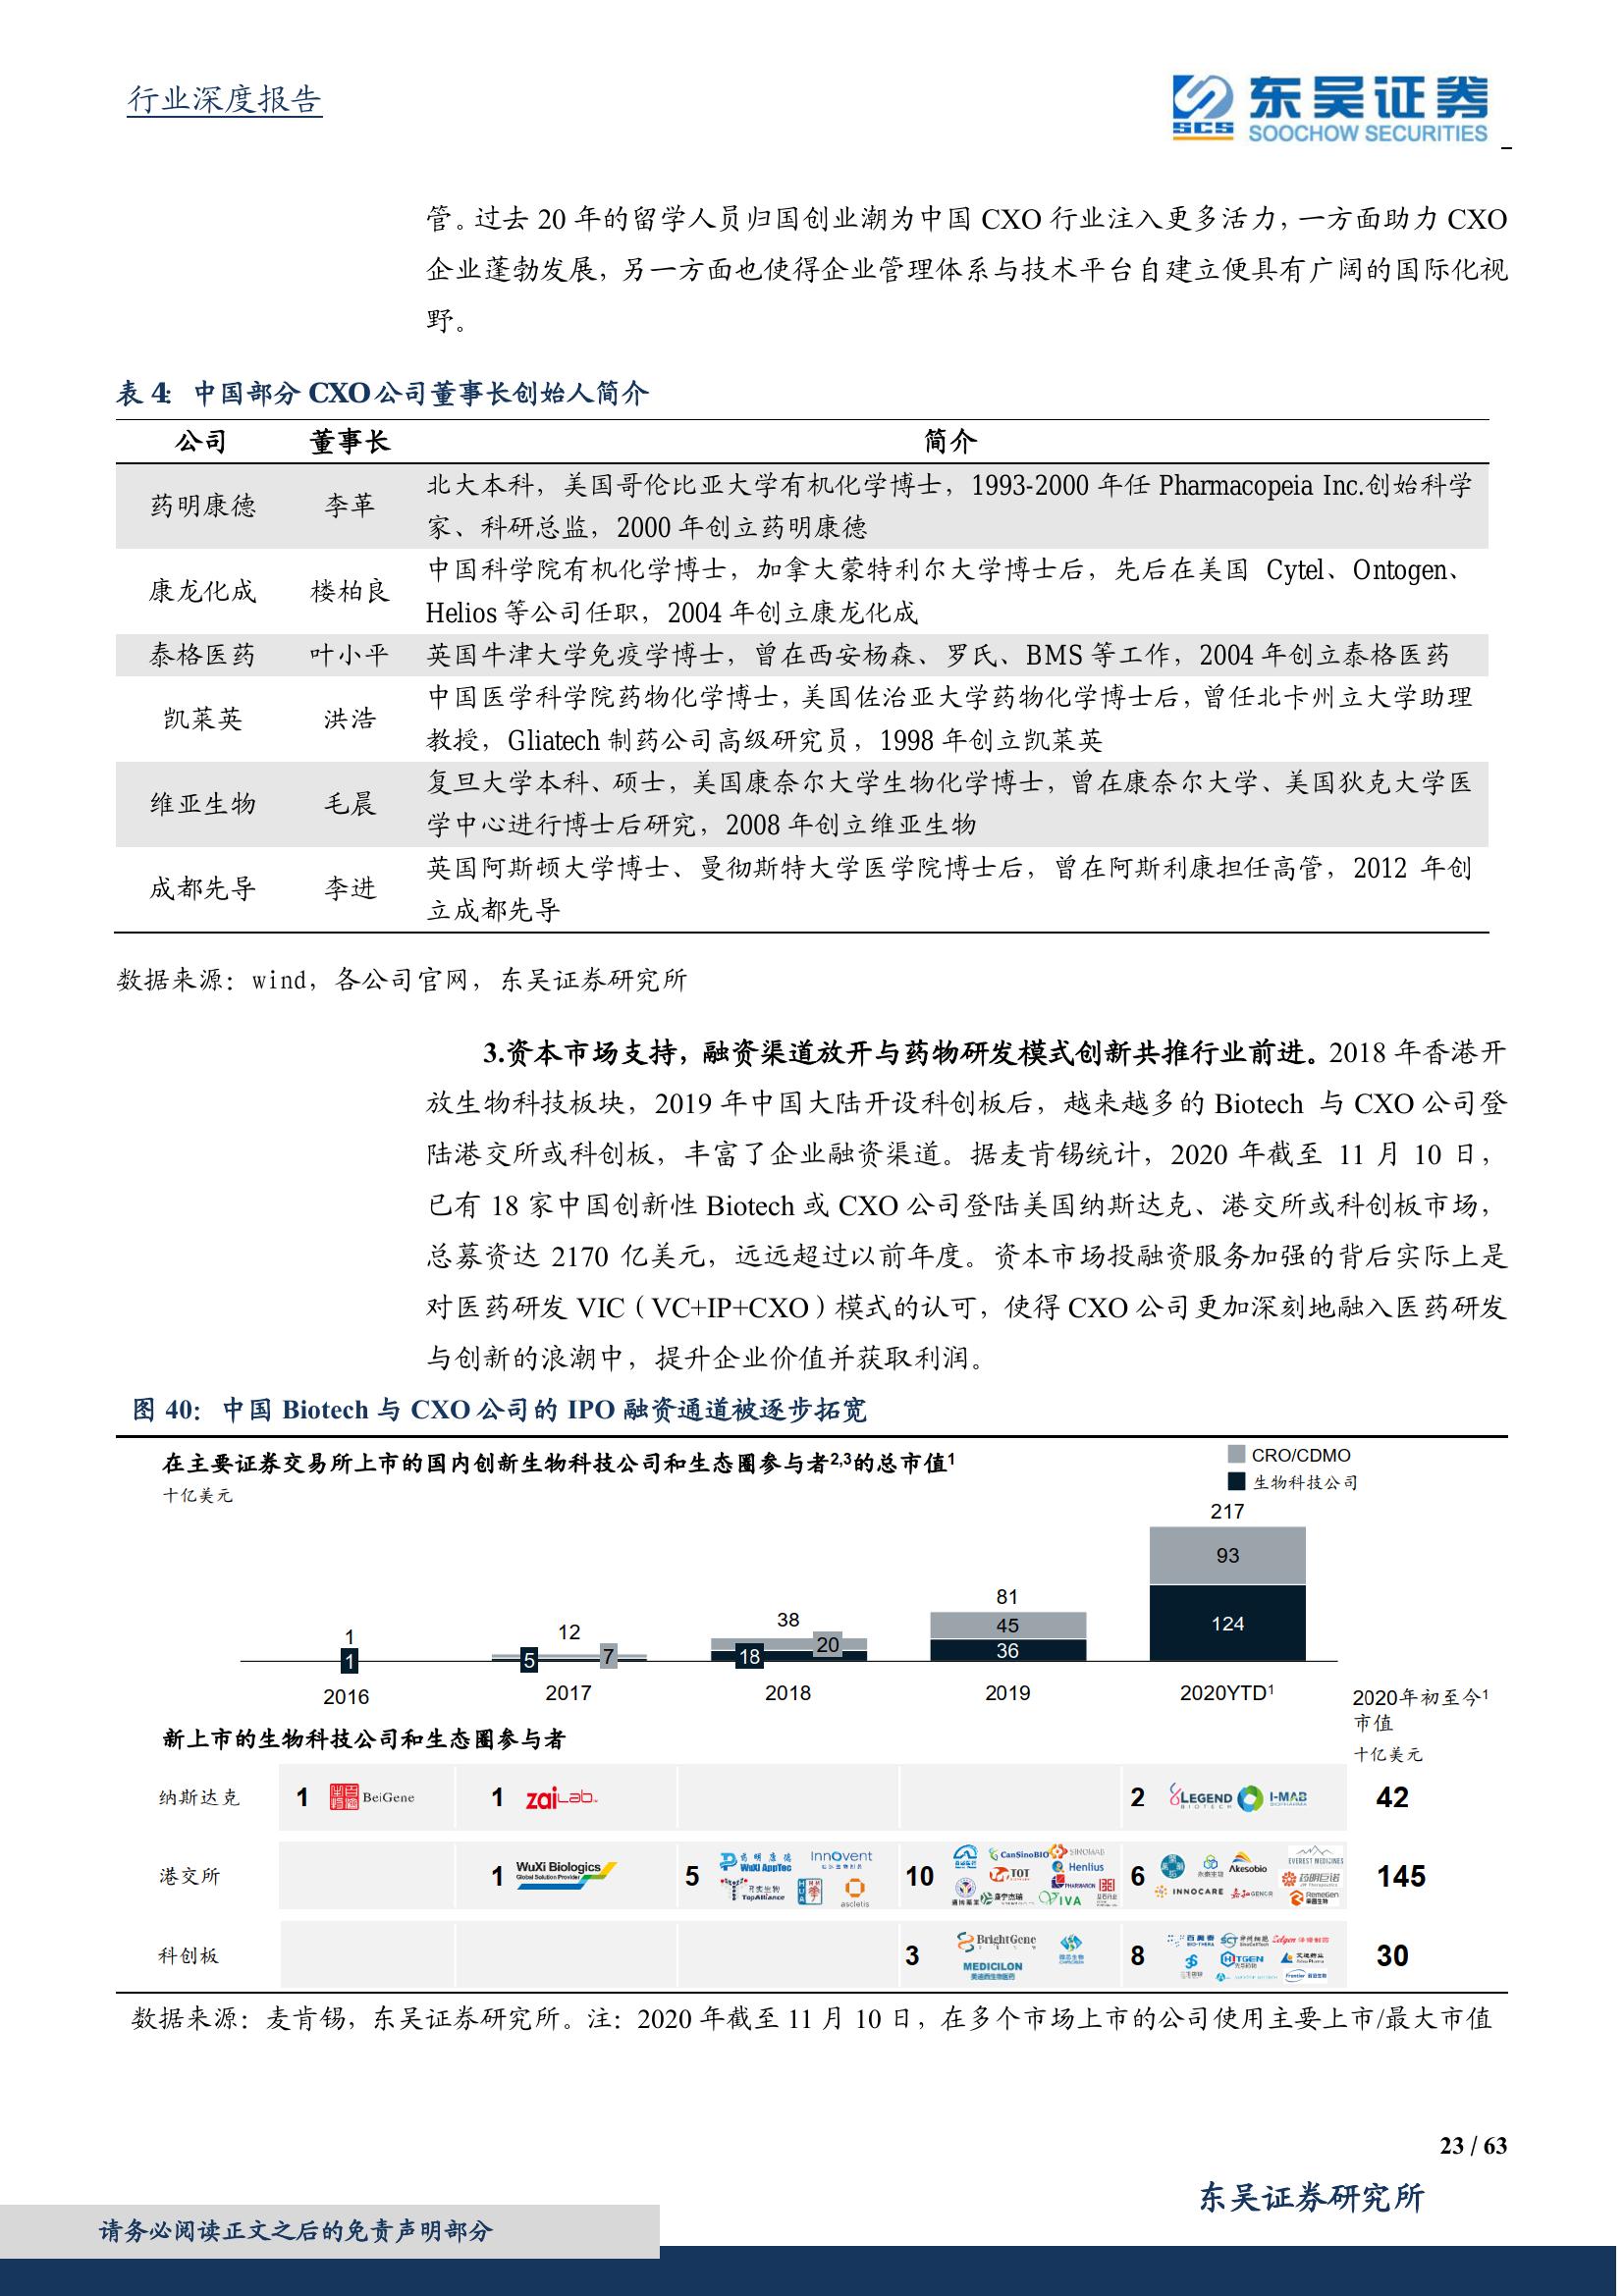 行业深度报告
东吴证券
SCS
SOOCHOW SECURITIES
管。过去 20 年的留学人员归国创业潮为中国 CXO 行业注入更多活力，一方面助力 CXO
企业蓬勃发展，另一方面也使得企业管理体系与技术平台自建立便具有广阔的国际化视
野。
表 4： 中国部分 CXO 公司董事长创始人简介
公司 董事长 简介
药明康德 李革 北大本科，美国哥伦比亚大学有机化学博士，1993-2000 年任 Pharmacopeia Inc.创始科学
家、科研总监，2000 年创立药明康德
康龙化成 楼柏良 中国科学院有机化学博士，加拿大蒙特利尔大学博士后，先后在美国 Cytel、Ontogen、
Helios 等公司任职，2004 年创立康龙化成
泰格医药 叶小平 英国牛津大学免疫学博士，曾在西安杨森、罗氏、BMS 等工作，2004 年创立泰格医药
凯莱英 洪浩 中国医学科学院药物化学博士，美国佐治亚大学药物化学博士后，曾任北卡州立大学助理
教授，Gliatech 制药公司高级研究员，1998 年创立凯莱英
维亚生物 毛晨 复旦大学本科、硕士，美国康奈尔大学生物化学博士，曾在康奈尔大学、美国狄克大学医
学中心进行博士后研究，2008 年创立维亚生物
成都先导 李进 英国阿斯顿大学博士、曼彻斯特大学医学院博士后，曾在阿斯利康担任高管，2012 年创
立成都先导
数据来源：wind，各公司官网，东吴证券研究所
3.资本市场支持，融资渠道放开与药物研发模式创新共推行业前进。2018 年香港开
放生物科技板块，2019 年中国大陆开设科创板后，越来越多的 Biotech 与 CXO 公司登
陆港交所或科创板，丰富了企业融资渠道。据麦肯锡统计，2020 年截至 11 月 10 日，
已有 18 家中国创新性 Biotech 或 CXO 公司登陆美国纳斯达克、港交所或科创板市场，
总募资达 2170 亿美元，远远超过以前年度。资本市场投融资服务加强的背后实际上是
对医药研发 VIC（VC+IP+CXO）模式的认可，使得 CXO 公司更加深刻地融入医药研发
与创新的浪潮中，提升企业价值并获取利润。
图 40： 中国 Biotech 与 CXO 公司的 IPO 融资通道被逐步拓宽
在主要证券交易所上市的国内创新生物科技公司和生态圈参与者2,3的总市值1
十亿美元
CRO/CDMO
生物科技公司
217
93
124
81
45
36
38
20
18
12
5 7
1
1
2016 2017 2018 2019 2020YTD1
2020年初至今1
市值
十亿美元
新上市的生物科技公司和生态圈参与者
纳斯达克 1 BeiGene 1 zaiLab 2 LEGEND BIOTECH I-MAB 42
港交所 1 WuXi Biologics Global Solution Provider 5 药明康德 WuXi AppTec Innovent TopAlliance HUA ascletis 10 CanSinoBIO SINOMAB TOT Henlius PHARMARON 康宁杰瑞 VIVA 6 Akesobio EVEREST MEDICINES INNOCARE 药明巨诺 RemeGen 145
科创板 3 BrightGene MEDICILON 美迪西生物医药 8 百奥泰 HitGen Frontier 30
数据来源：麦肯锡，东吴证券研究所。注：2020 年截至 11 月 10 日，在多个市场上市的公司使用主要上市/最大市值
23 / 63
东吴证券研究所
请务必阅读正文之后的免责声明部分